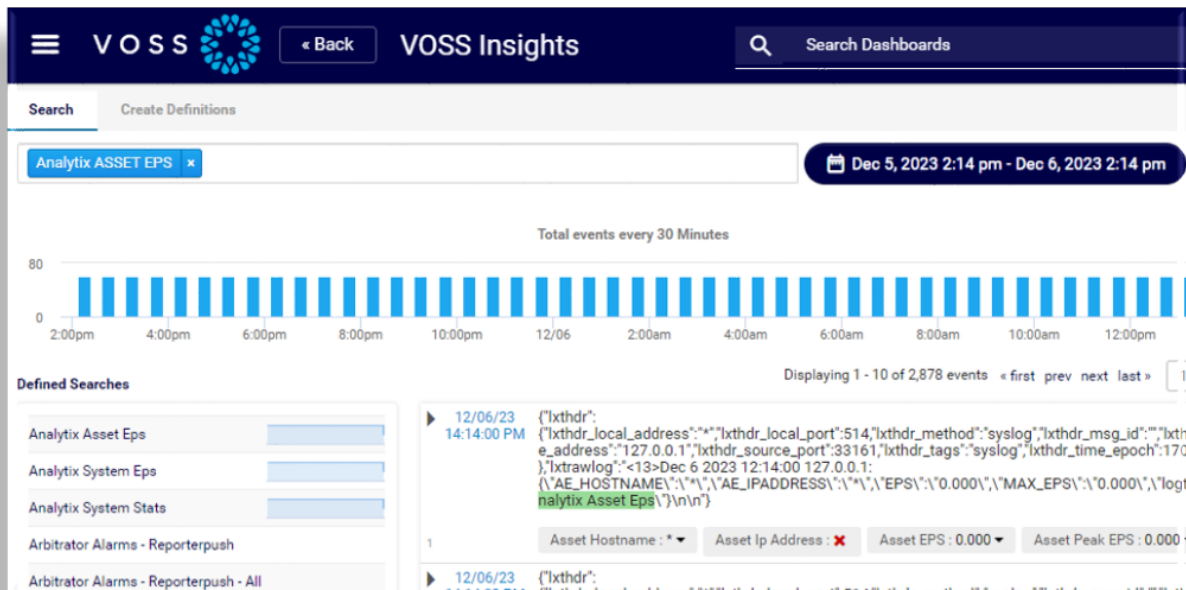 VOSS
« Back
VOSS Insights
Search Dashboards
Search
Create Definitions
Analytix ASSET EPS ×
Dec 5, 2023 2:14 pm - Dec 6, 2023 2:14 pm
Total events every 30 Minutes
80
0
2:00pm 4:00pm 6:00pm 8:00pm 10:00pm 12/06 2:00am 4:00am 6:00am 8:00am 10:00am 12:00pm
Displaying 1 - 10 of 2,878 events « first prev next last » 1
Defined Searches
Analytix Asset Eps
Analytix System Eps
Analytix System Stats
Arbitrator Alarms - Reporterpush
Arbitrator Alarms - Reporterpush - All
12/06/23
14:14:00 PM
{"lxthdr":
{"lxthdr_local_address":"*","lxthdr_local_port":514,"lxthdr_method":"syslog","lxthdr_msg_id":"","lxth
e_address":"127.0.0.1","lxthdr_source_port":33161,"lxthdr_tags":"syslog","lxthdr_time_epoch":170
},"lxtrawlog":"<13>Dec 6 2023 12:14:00 127.0.0.1:
{\"AE_HOSTNAME\":\"*\",\"AE_IPADDRESS\":\"*\",\"EPS\":\"0.000\",\"MAX_EPS\":\"0.000\",\"logt
nalytix Asset Eps\"}\n\n"}
1
Asset Hostname : * Asset Ip Address : Asset EPS : 0.000 Asset Peak EPS : 0.000
12/06/23
{"lxthdr":